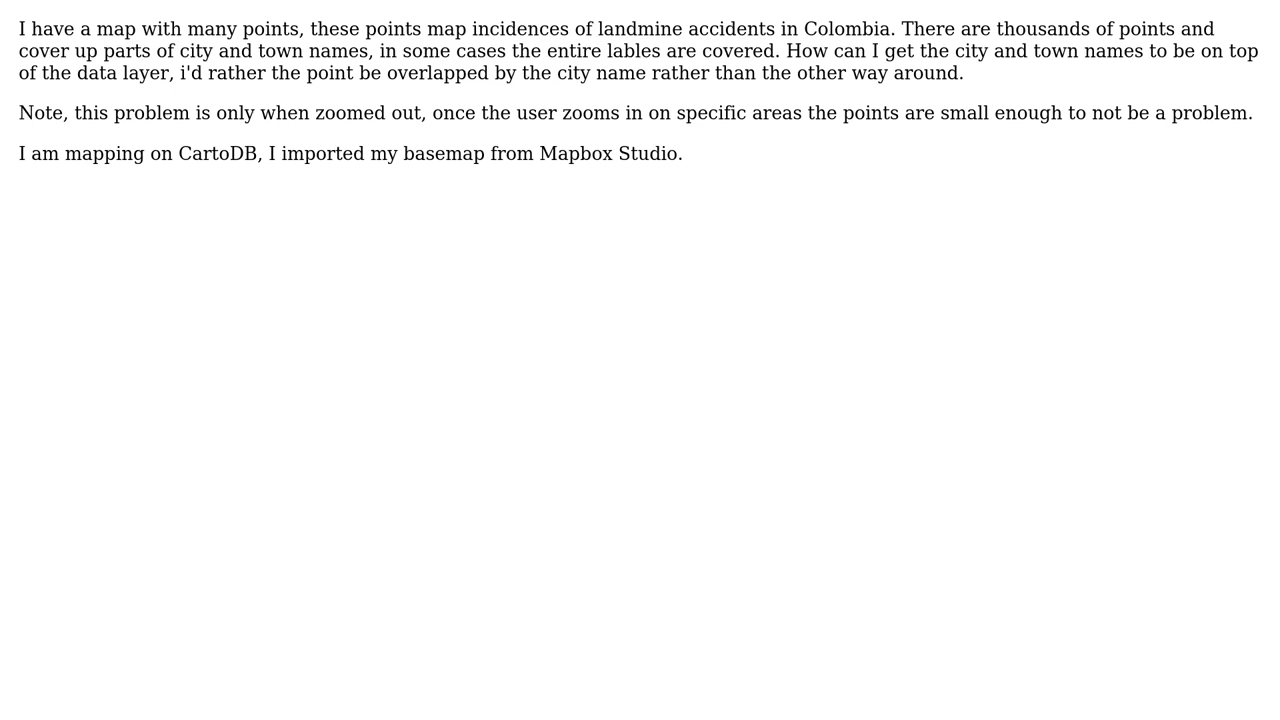 I have a map with many points, these points map incidences of landmine accidents in Colombia. There are thousands of points and
cover up parts of city and town names, in some cases the entire lables are covered. How can I get the city and town names to be on top
of the data layer, i'd rather the point be overlapped by the city name rather than the other way around.
Note, this problem is only when zoomed out, once the user zooms in on specific areas the points are small enough to not be a problem.
I am mapping on CartoDB, I imported my basemap from Mapbox Studio.